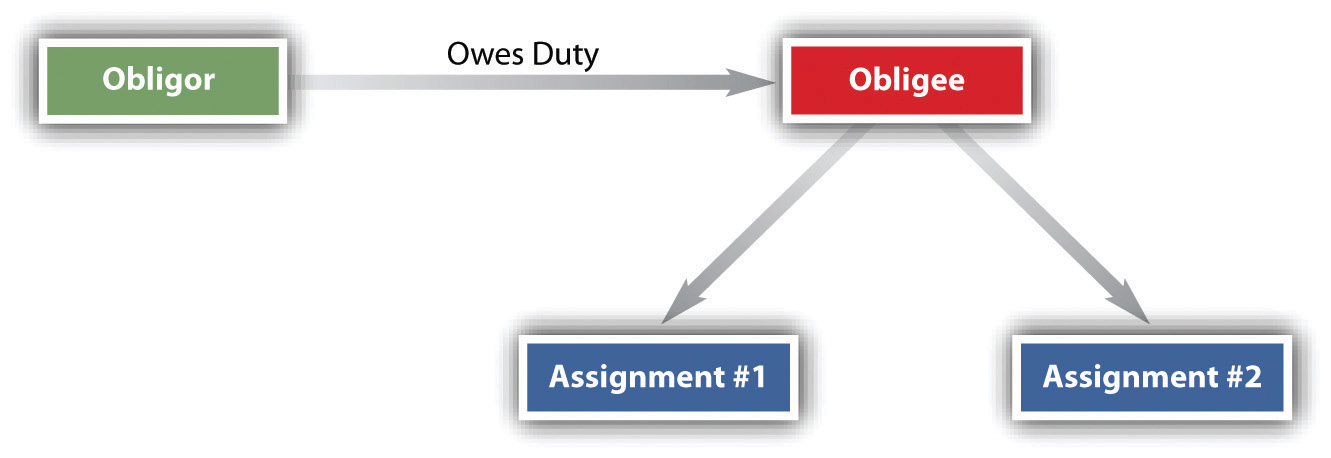 Obligor
Owes Duty
Obligee
Assignment #1
Assignment #2